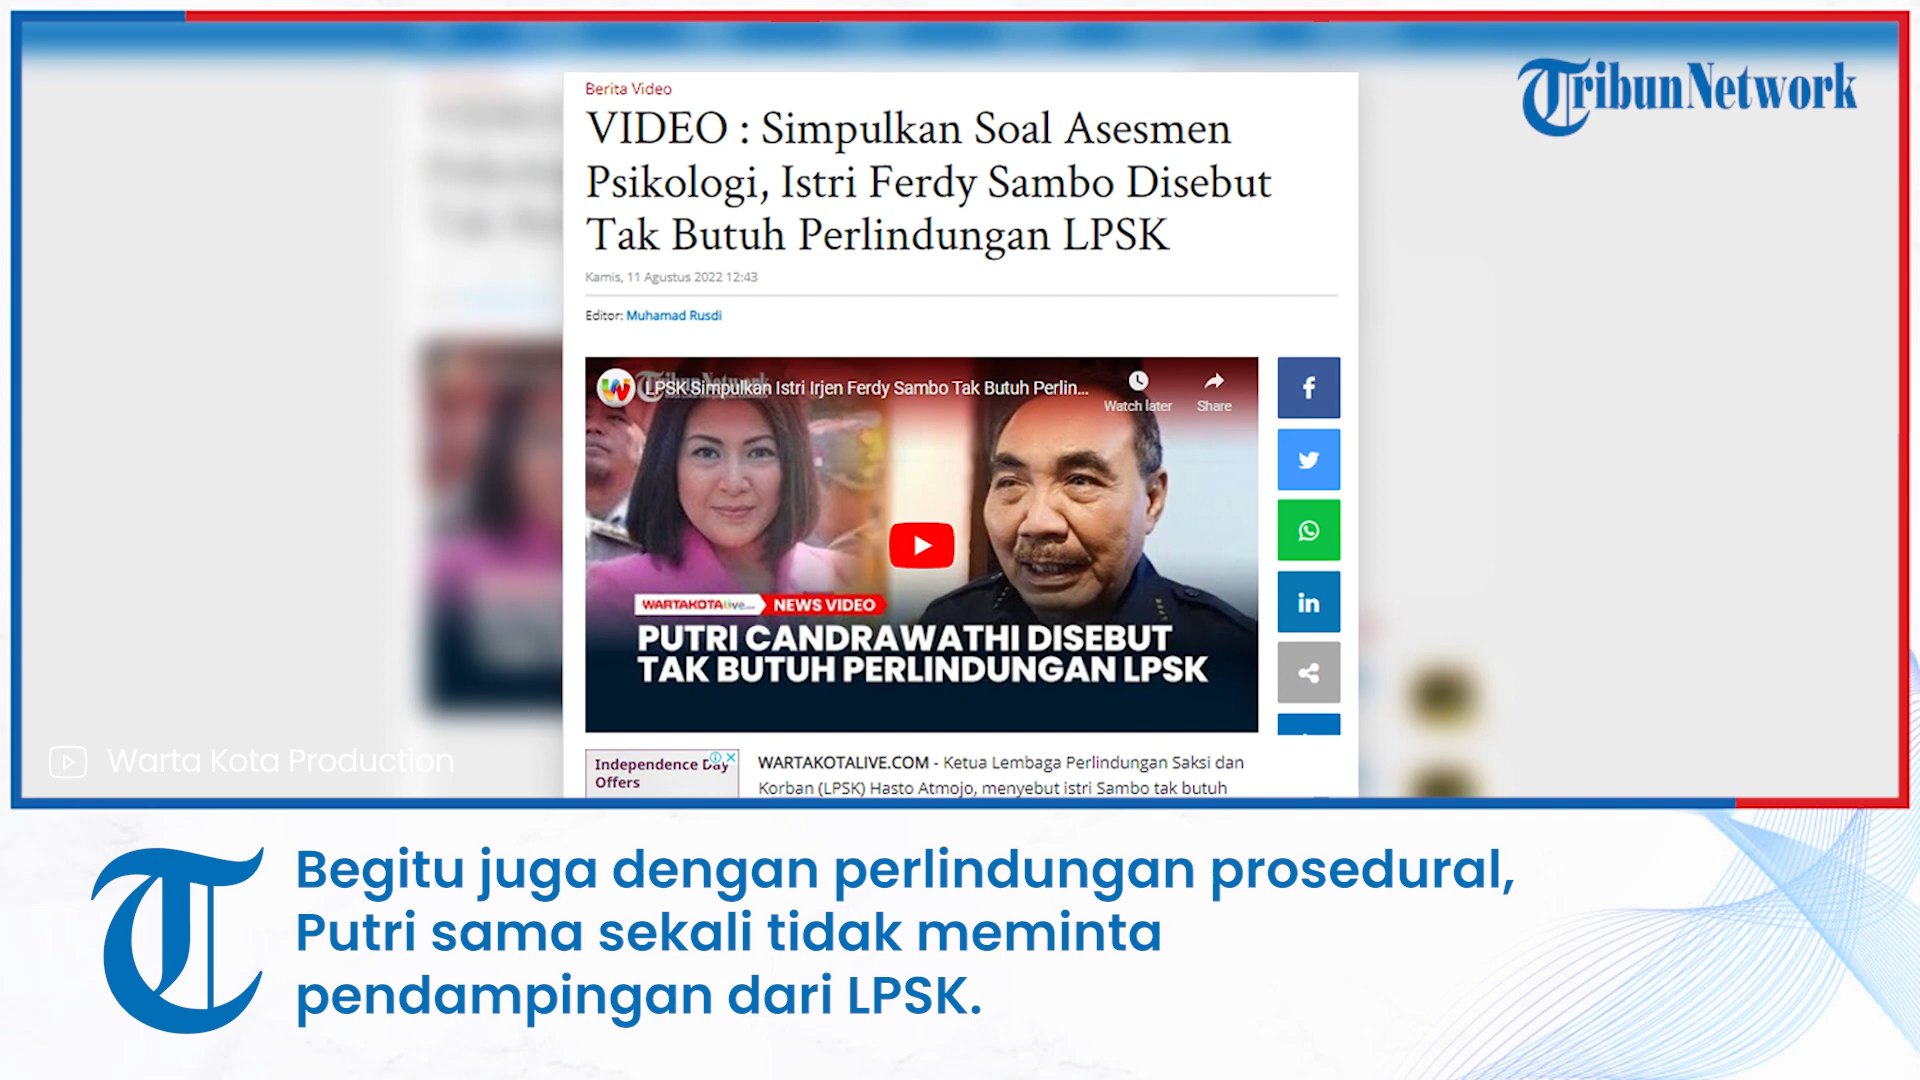 Tribun Network
Berita Video
VIDEO : Simpulkan Soal Asesmen
Psikologi, Istri Ferdy Sambo Disebut
Tak Butuh Perlindungan LPSK
Kamis, 11 Agustus 2022 12:43
Editor: Muhamad Rusdi
LPSK Simpulkan Istri Irjen Ferdy Sambo Tak Butuh Perlin...
Watch later
Share
WARTAKOTAlive.com NEWS VIDEO
PUTRI CANDRAWATHI DISEBUT
TAK BUTUH PERLINDUNGAN LPSK
Warta Kota Production
Independence Day
Offers
WARTAKOTALIVE.COM - Ketua Lembaga Perlindungan Saksi dan
Korban (LPSK) Hasto Atmojo, menyebut istri Sambo tak butuh
Begitu juga dengan perlindungan prosedural,
Putri sama sekali tidak meminta
pendampingan dari LPSK.